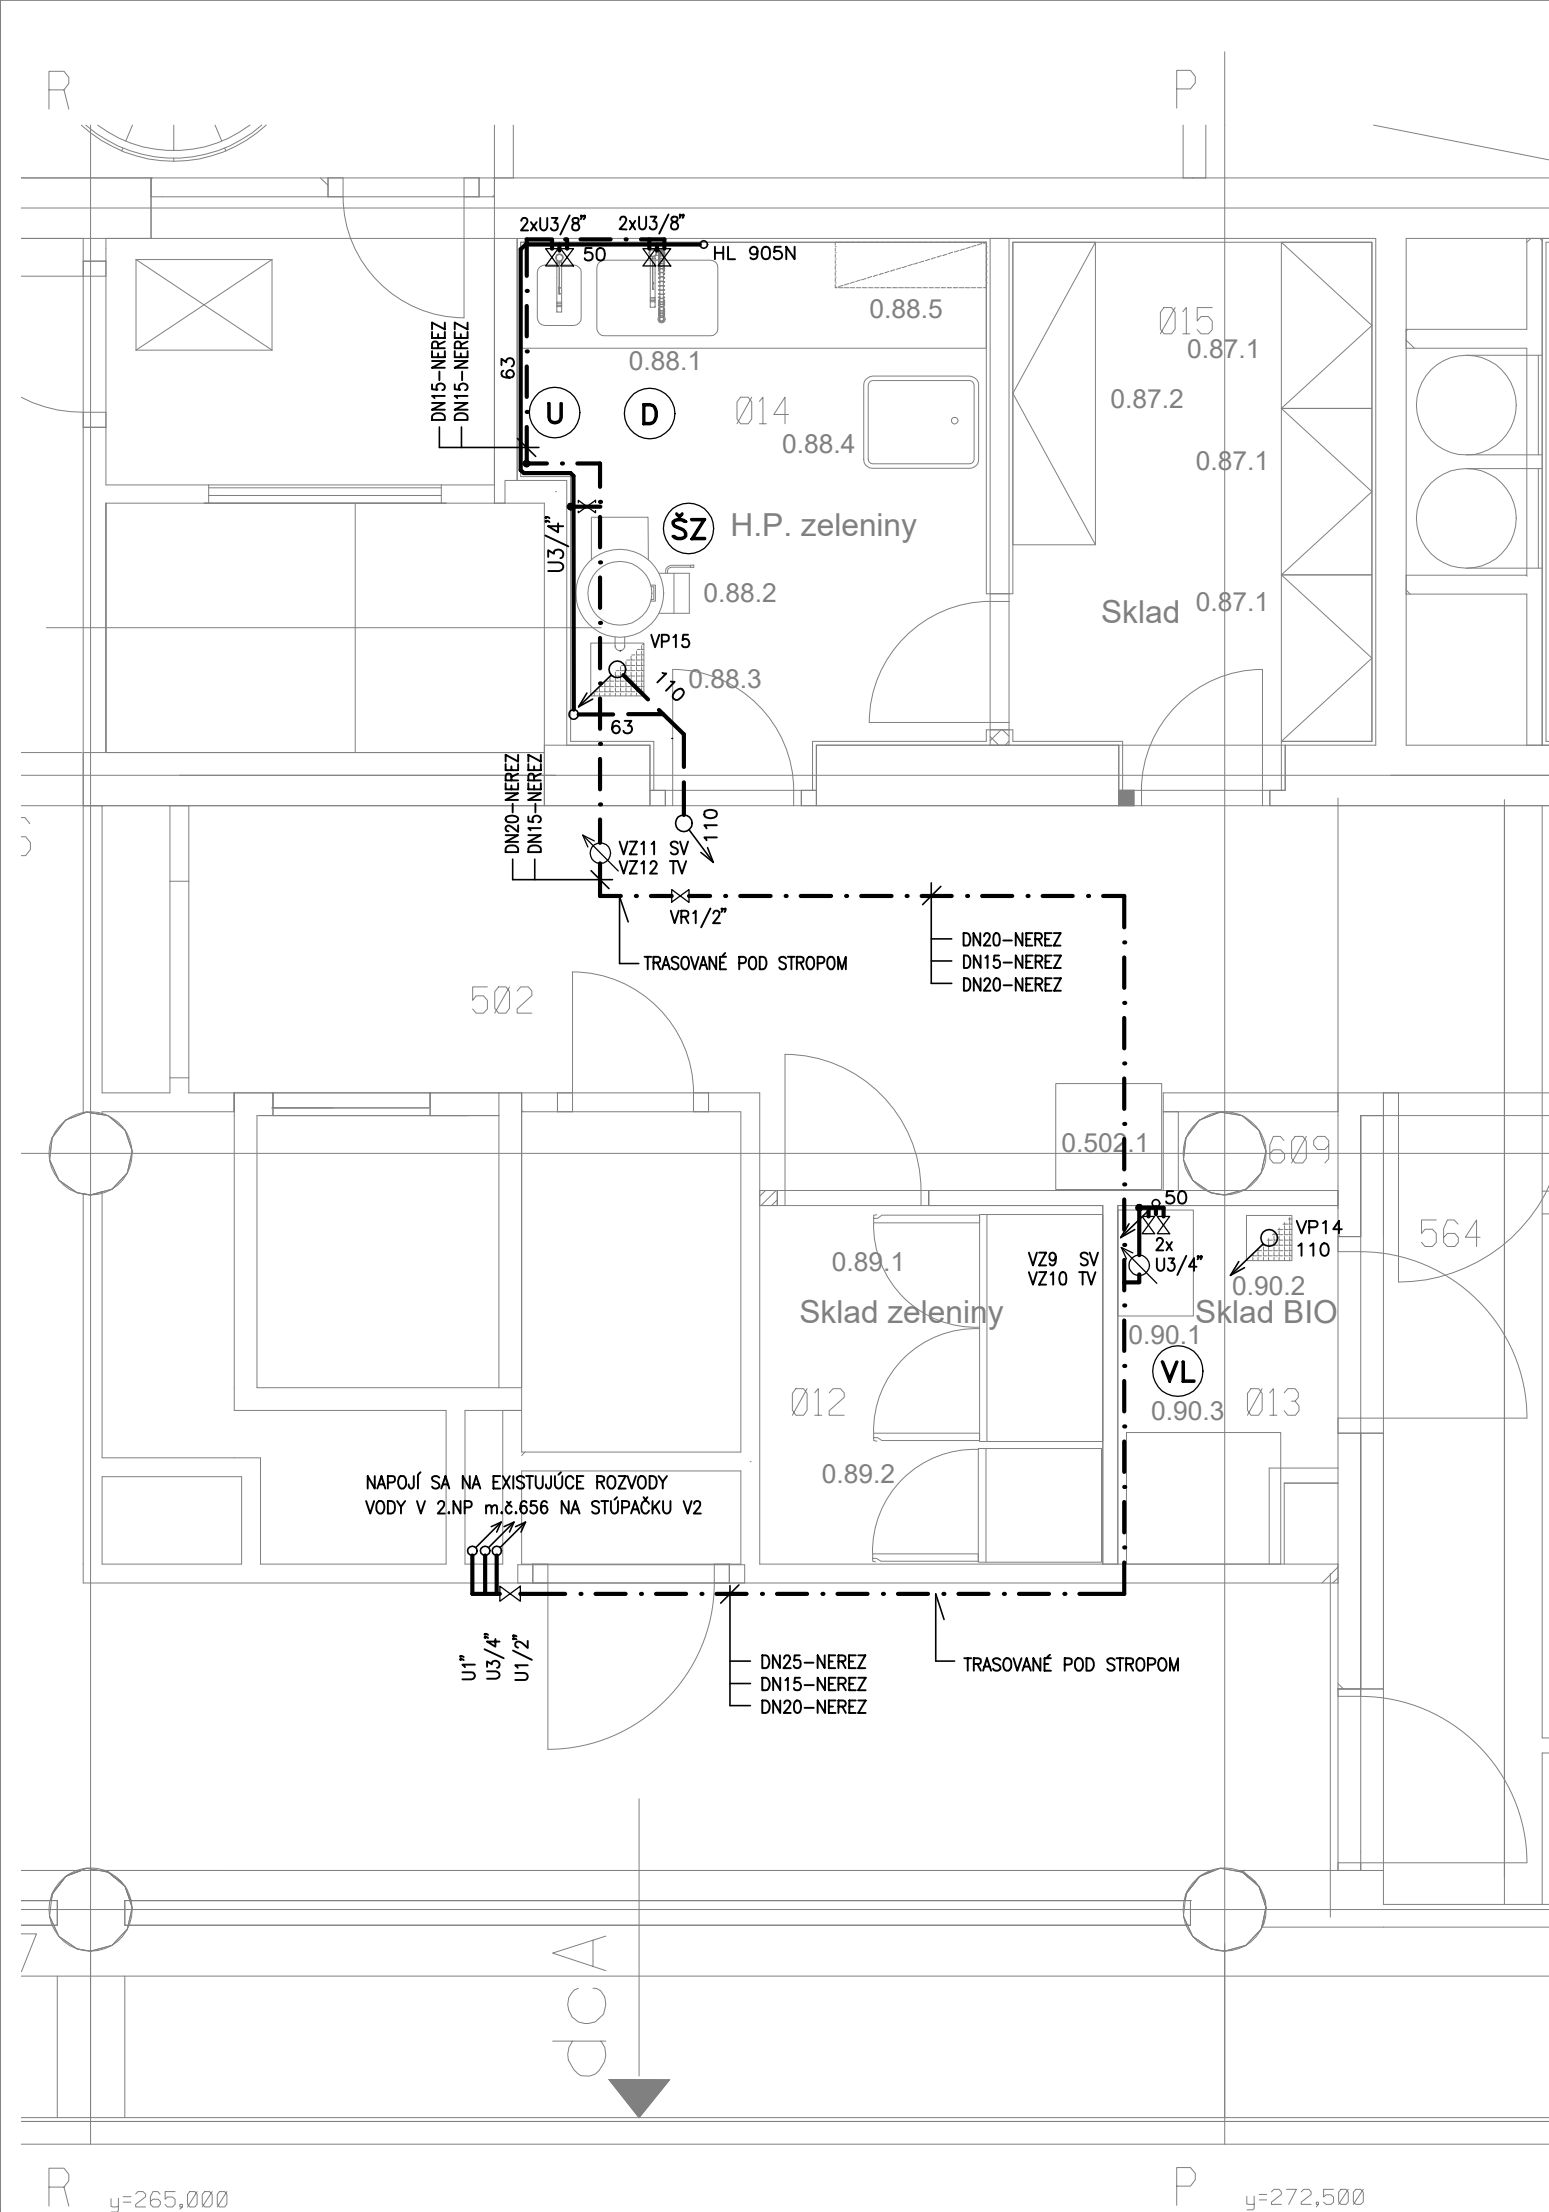 R
P
2xU3/8"
2xU3/8"
50
HL 905N
0.88.5
Ø15
0.87.1
DN15-NEREZ
DN15-NEREZ
63
0.88.1
U
D
Ø14
0.88.4
0.87.2
0.87.1
U3/4"
ŠZ
H.P. zeleniny
0.88.2
Sklad
0.87.1
VP15
110
0.88.3
63
DN20-NEREZ
DN15-NEREZ
110
VZ11 SV
VZ12 TV
VR1/2"
TRASOVANÉ POD STROPOM
DN20-NEREZ
DN15-NEREZ
DN20-NEREZ
502
0.502.1
609
50
2x
U3/4"
VP14
110
564
VZ9 SV
VZ10 TV
0.89.1
0.90.2
Sklad zeleniny
Sklad BIO
0.90.1
VL
Ø12
0.90.3
Ø13
0.89.2
NAPOJÍ SA NA EXISTUJÚCE ROZVODY
VODY V 2.NP m.č.656 NA STÚPAČKU V2
U1"
U3/4"
U1/2"
DN25-NEREZ
DN15-NEREZ
DN20-NEREZ
TRASOVANÉ POD STROPOM
dcA
R
y=265,000
P
y=272,500